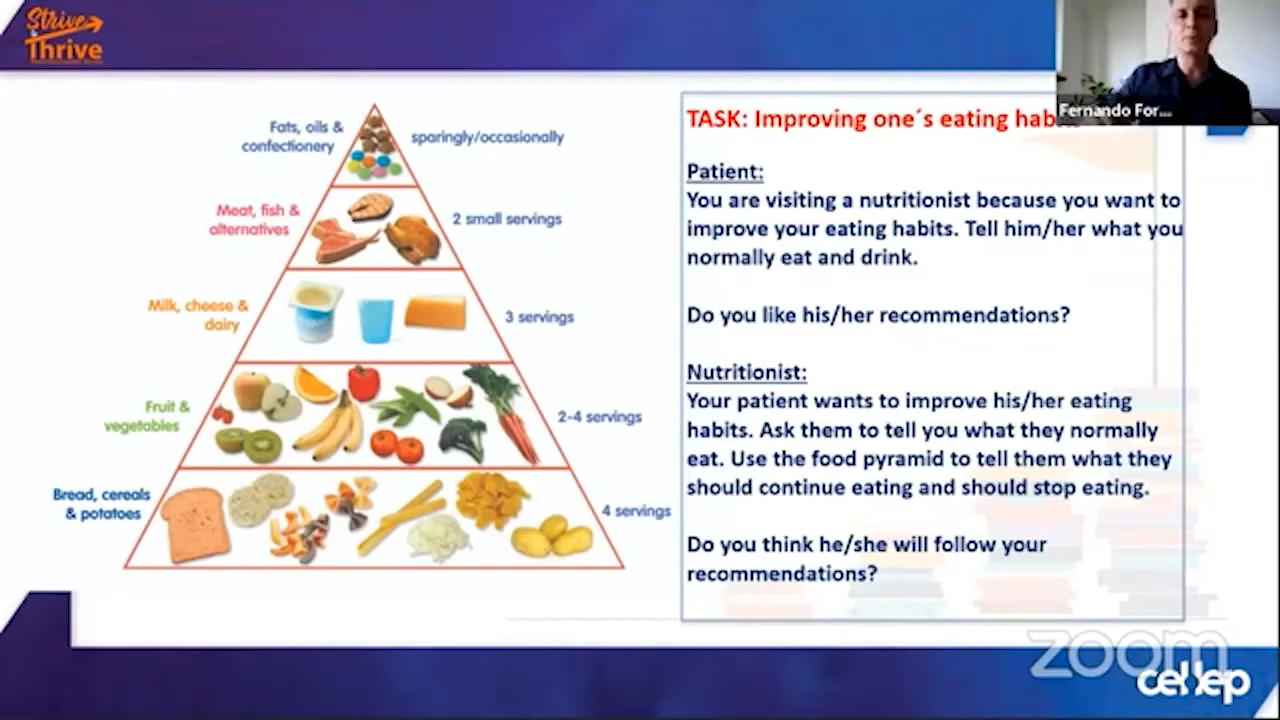 Strive
&
Thrive
Fernando For...
Fats, oils &
confectionery
sparingly/occasionally
Meat, fish &
alternatives
2 small servings
Milk, cheese &
dairy
3 servings
Fruit &
vegetables
2-4 servings
Bread, cereals
& potatoes
4 servings
TASK: Improving one´s eating hab
Patient:
You are visiting a nutritionist because you want to
improve your eating habits. Tell him/her what you
normally eat and drink.
Do you like his/her recommendations?
Nutritionist:
Your patient wants to improve his/her eating
habits. Ask them to tell you what they normally
eat. Use the food pyramid to tell them what they
should continue eating and should stop eating.
Do you think he/she will follow your
recommendations?
zoom
cellep